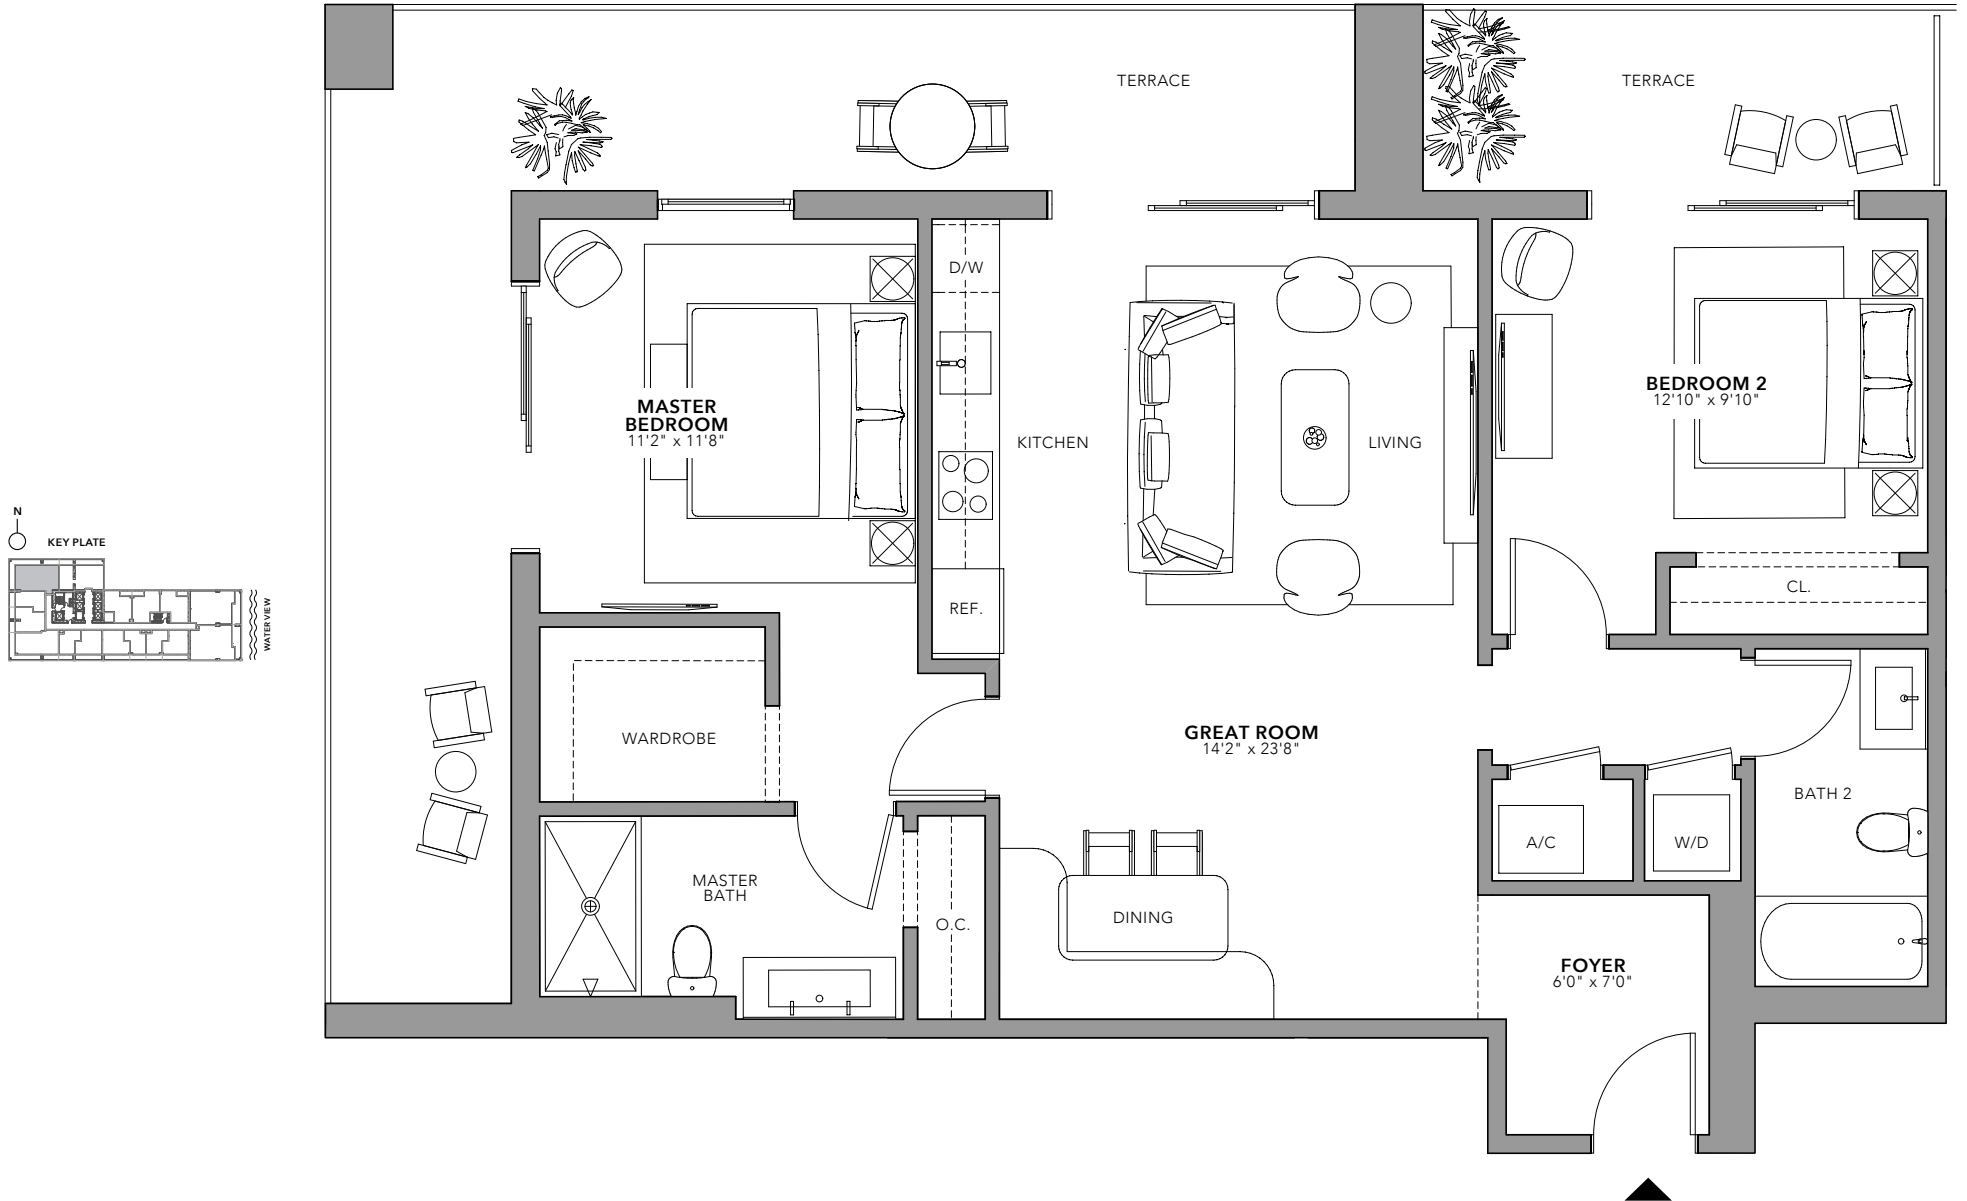 TERRACE
TERRACE
D/W
MASTER
BEDROOM
11'2" x 11'8"
KITCHEN
LIVING
BEDROOM 2
12'10" x 9'10"
N
KEY PLATE
WATER VIEW
REF.
CL.
WARDROBE
GREAT ROOM
14'2" x 23'8"
BATH 2
A/C
W/D
MASTER
BATH
O.C.
DINING
FOYER
6'0" x 7'0"